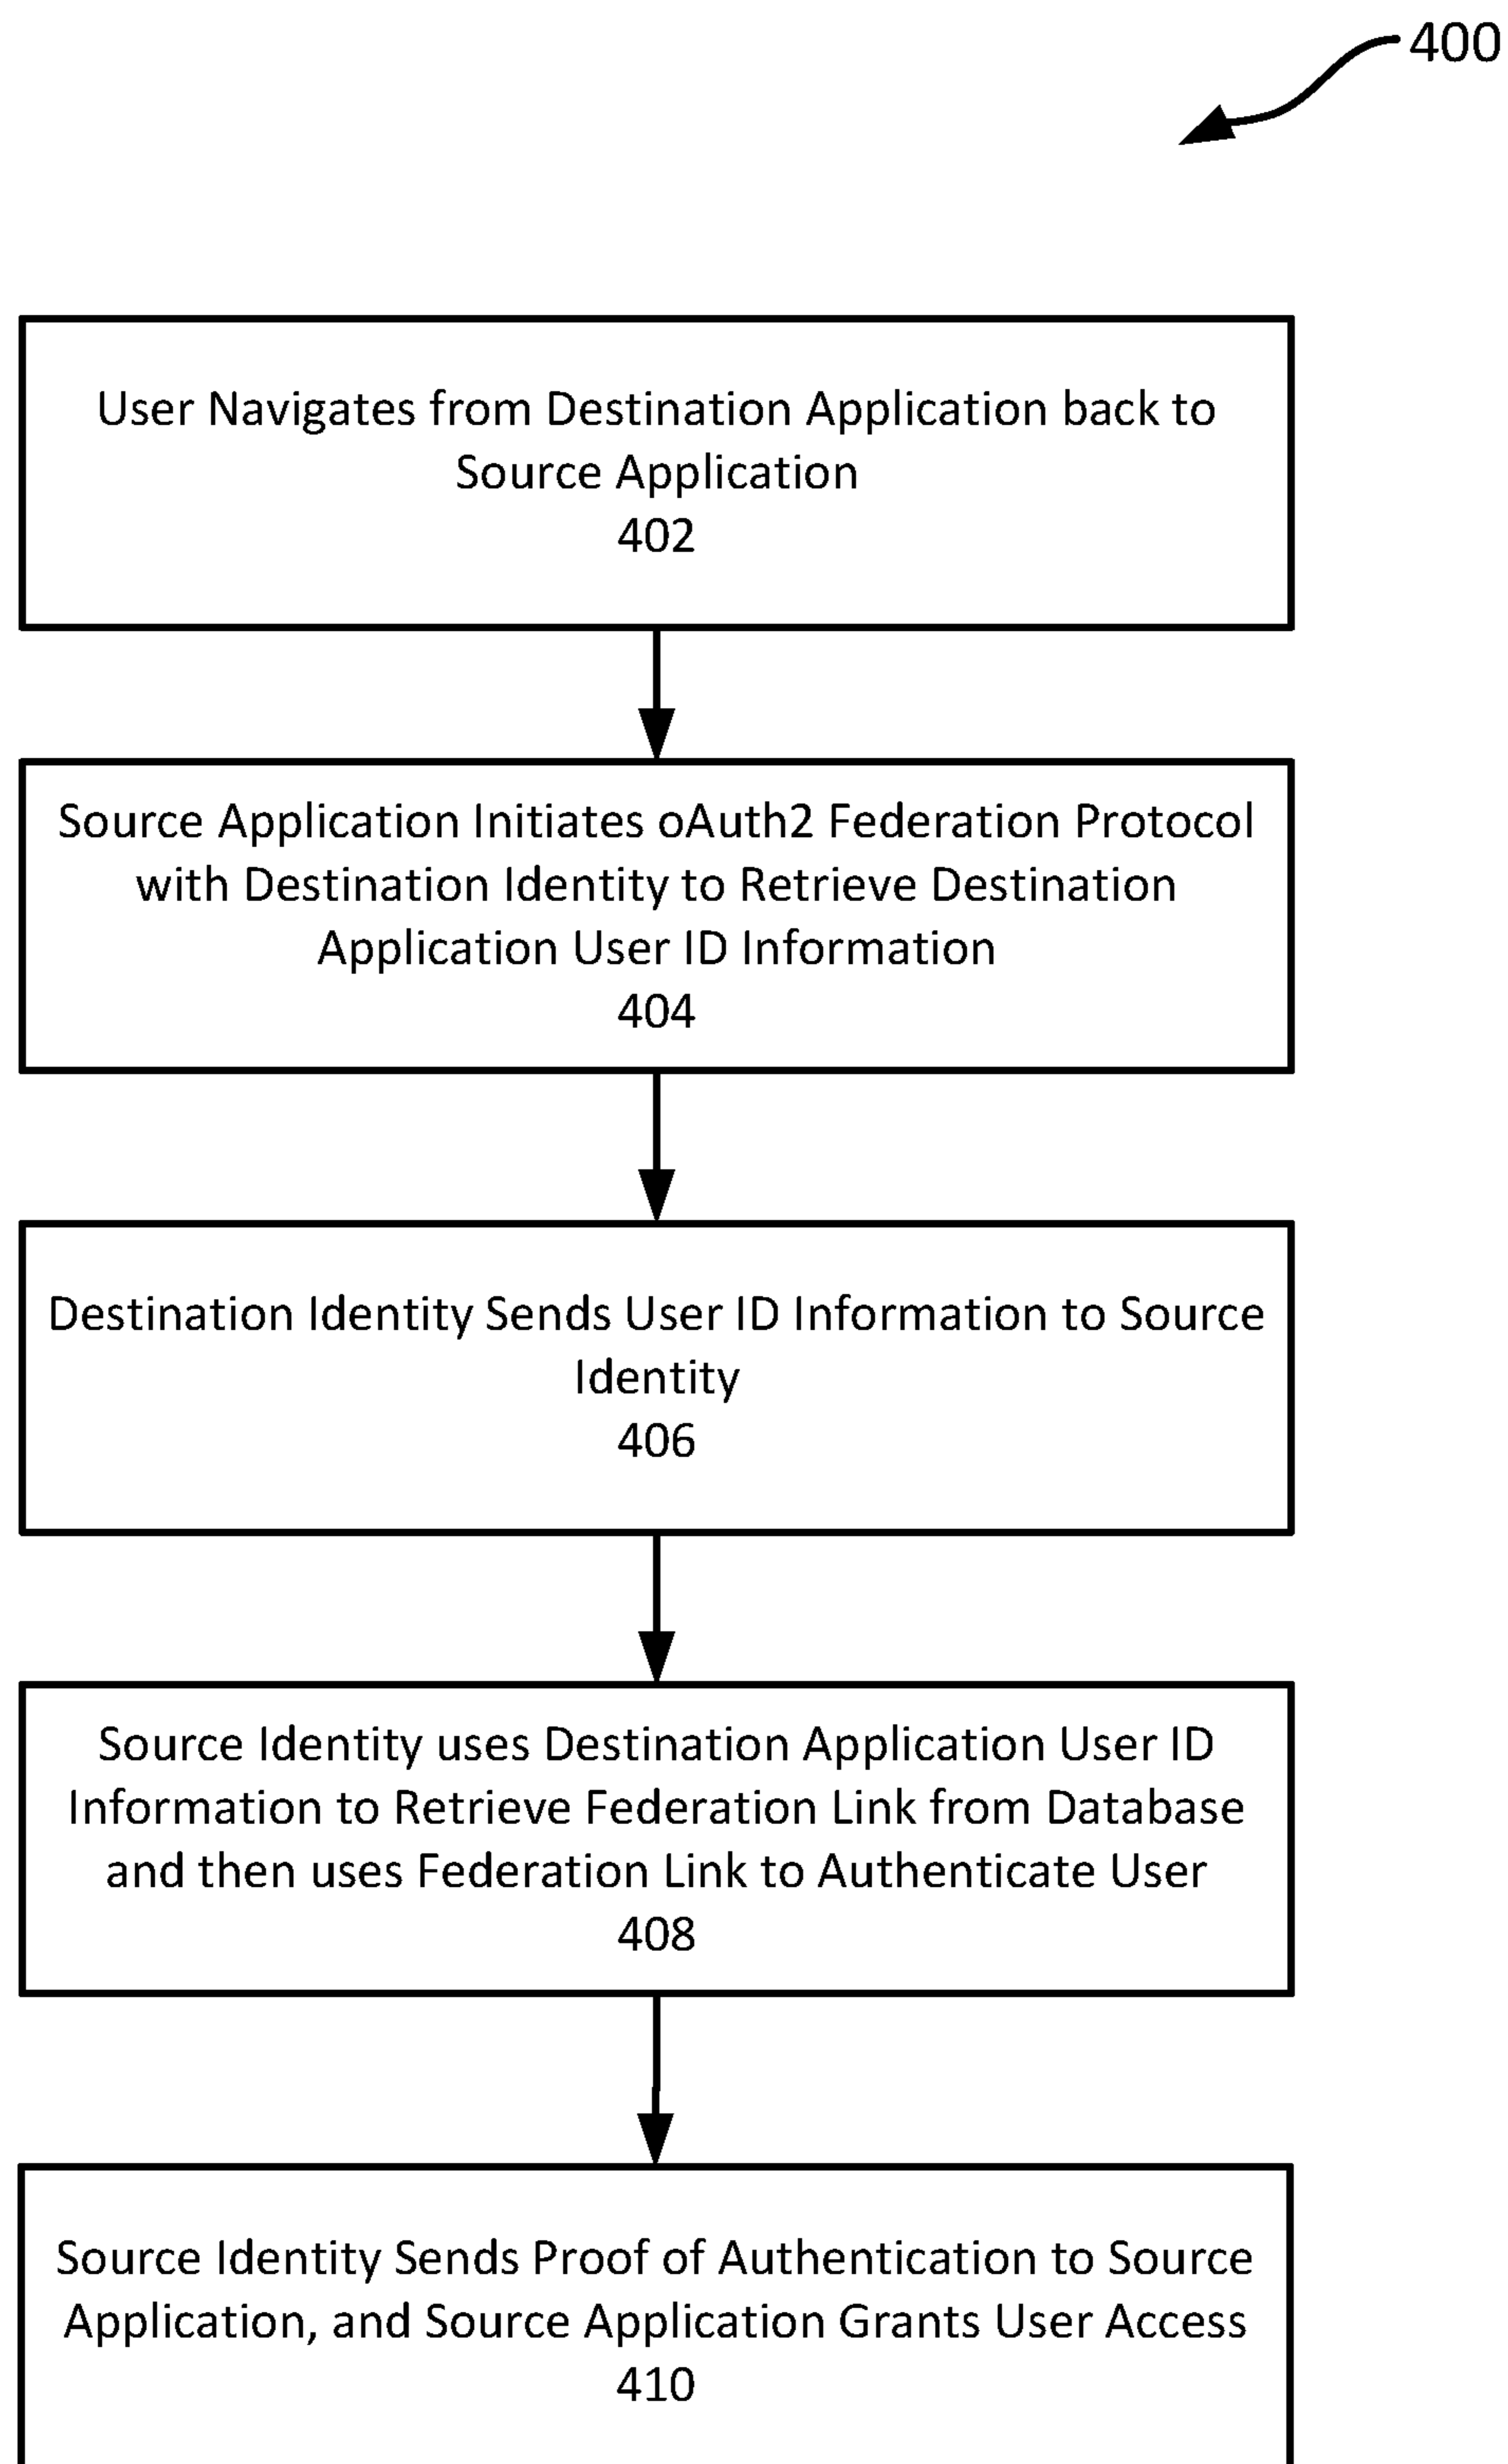 400
User Navigates from Destination Application back to
Source Application
402
Source Application Initiates oAuth2 Federation Protocol
with Destination Identity to Retrieve Destination
Application User ID Information
404
Destination Identity Sends User ID Information to Source
Identity
406
Source Identity uses Destination Application User ID
Information to Retrieve Federation Link from Database
and then uses Federation Link to Authenticate User
408
Source Identity Sends Proof of Authentication to Source
Application, and Source Application Grants User Access
410